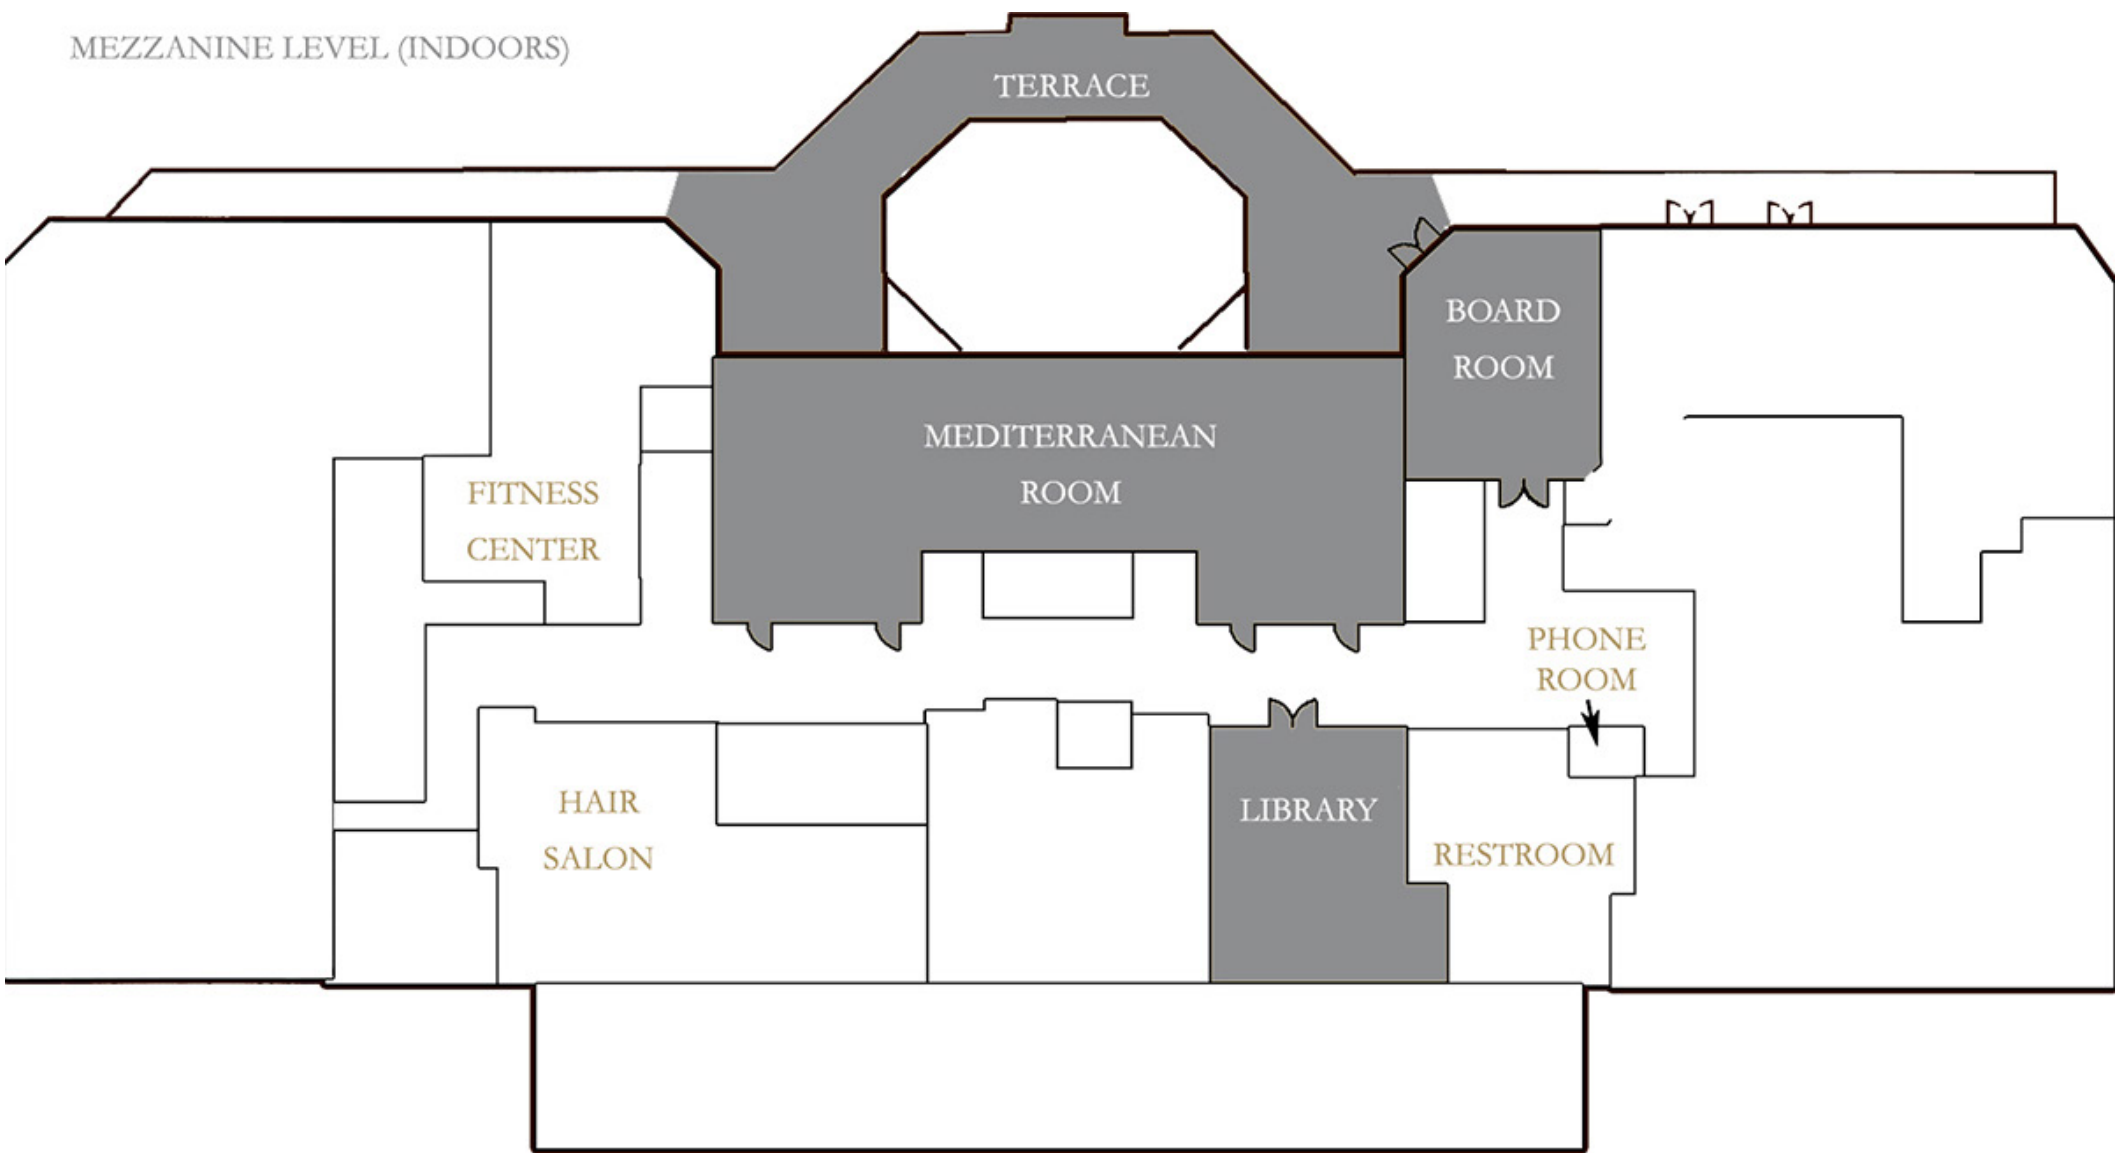 MEZZANINE LEVEL (INDOORS)
TERRACE
BOARD
ROOM
MEDITERRANEAN
ROOM
FITNESS
CENTER
PHONE
ROOM
HAIR
SALON
LIBRARY
RESTROOM